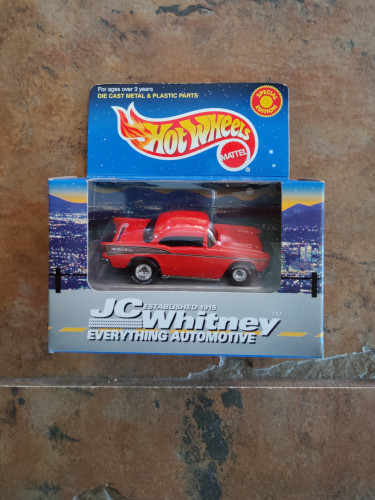 For ages over 3 years
DIE CAST METAL & PLASTIC PARTS
SPECIAL EDITION
Hot Wheels
MATTEL
JC Whitney™
ESTABLISHED 1915
EVERYTHING AUTOMOTIVE